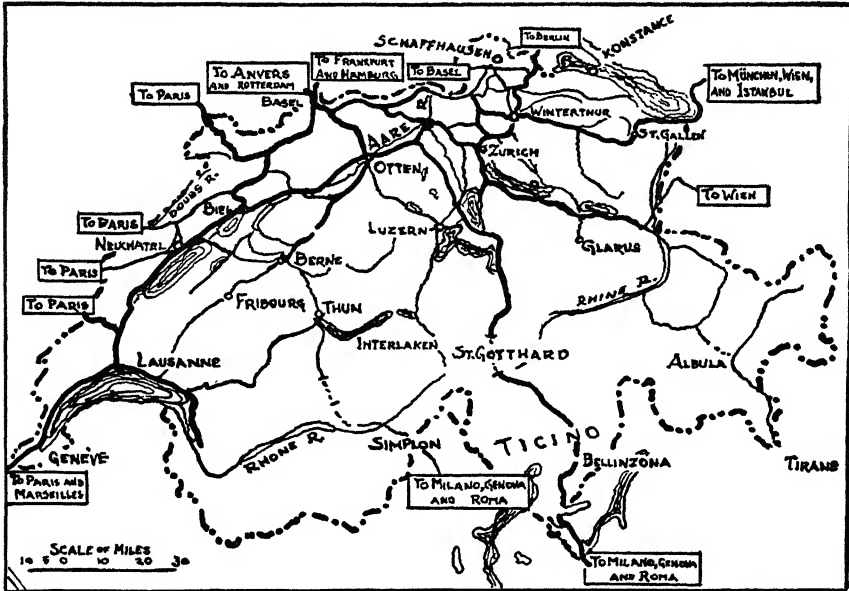 SCHAFFHAUSEN
To BERLIN
KONSTANCE
To ANVERS
AND ROTTERDAM
To FRANKFURT
AND HAMBURG
To BASEL
To MÜNCHEN, WIEN,
AND ISTANBUL
To PARIS
BASEL
R.
WINTERTHUR
AARE
ST. GALLEN
ZURICH
OTTEN
DOUBS R.
To WIEN
BIEL
To PARIS
LUZERN
NEUCHATEL
GLARUS
BERNE
To PARIS
RHINE R.
FRIBOURG
THUN
To PARIS
INTERLAKEN
ST. GOTTHARD
LAUSANNE
ALBULA
TICINO
RHONE R.
SIMPLON
GENÈVE
BELLINZONA
TIRANS
To PARIS AND
MARSEILLES
To MILANO, GENOVA
AND ROMA
SCALE OF MILES
10 5 0 10 20 30
To MILANO, GENOVA
AND ROMA